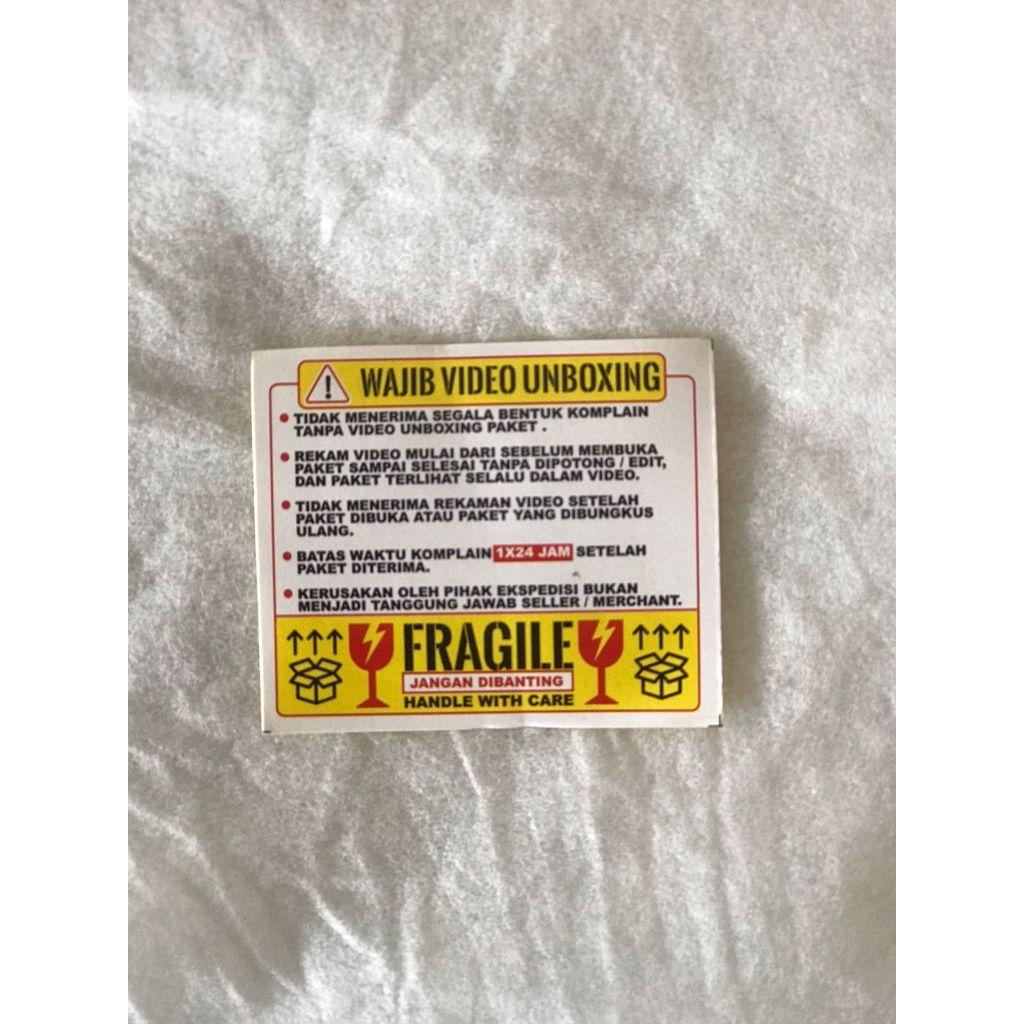 WAJIB VIDEO UNBOXING
• TIDAK MENERIMA SEGALA BENTUK KOMPLAIN
TANPA VIDEO UNBOXING PAKET .
• REKAM VIDEO MULAI DARI SEBELUM MEMBUKA
PAKET SAMPAI SELESAI TANPA DIPOTONG / EDIT,
DAN PAKET TERLIHAT SELALU DALAM VIDEO.
• TIDAK MENERIMA REKAMAN VIDEO SETELAH
PAKET DIBUKA ATAU PAKET YANG DIBUNGKUS
ULANG.
• BATAS WAKTU KOMPLAIN 1X24 JAM SETELAH
PAKET DITERIMA.
• KERUSAKAN OLEH PIHAK EKSPEDISI BUKAN
MENJADI TANGGUNG JAWAB SELLER / MERCHANT.
FRAGILE
JANGAN DIBANTING
HANDLE WITH CARE